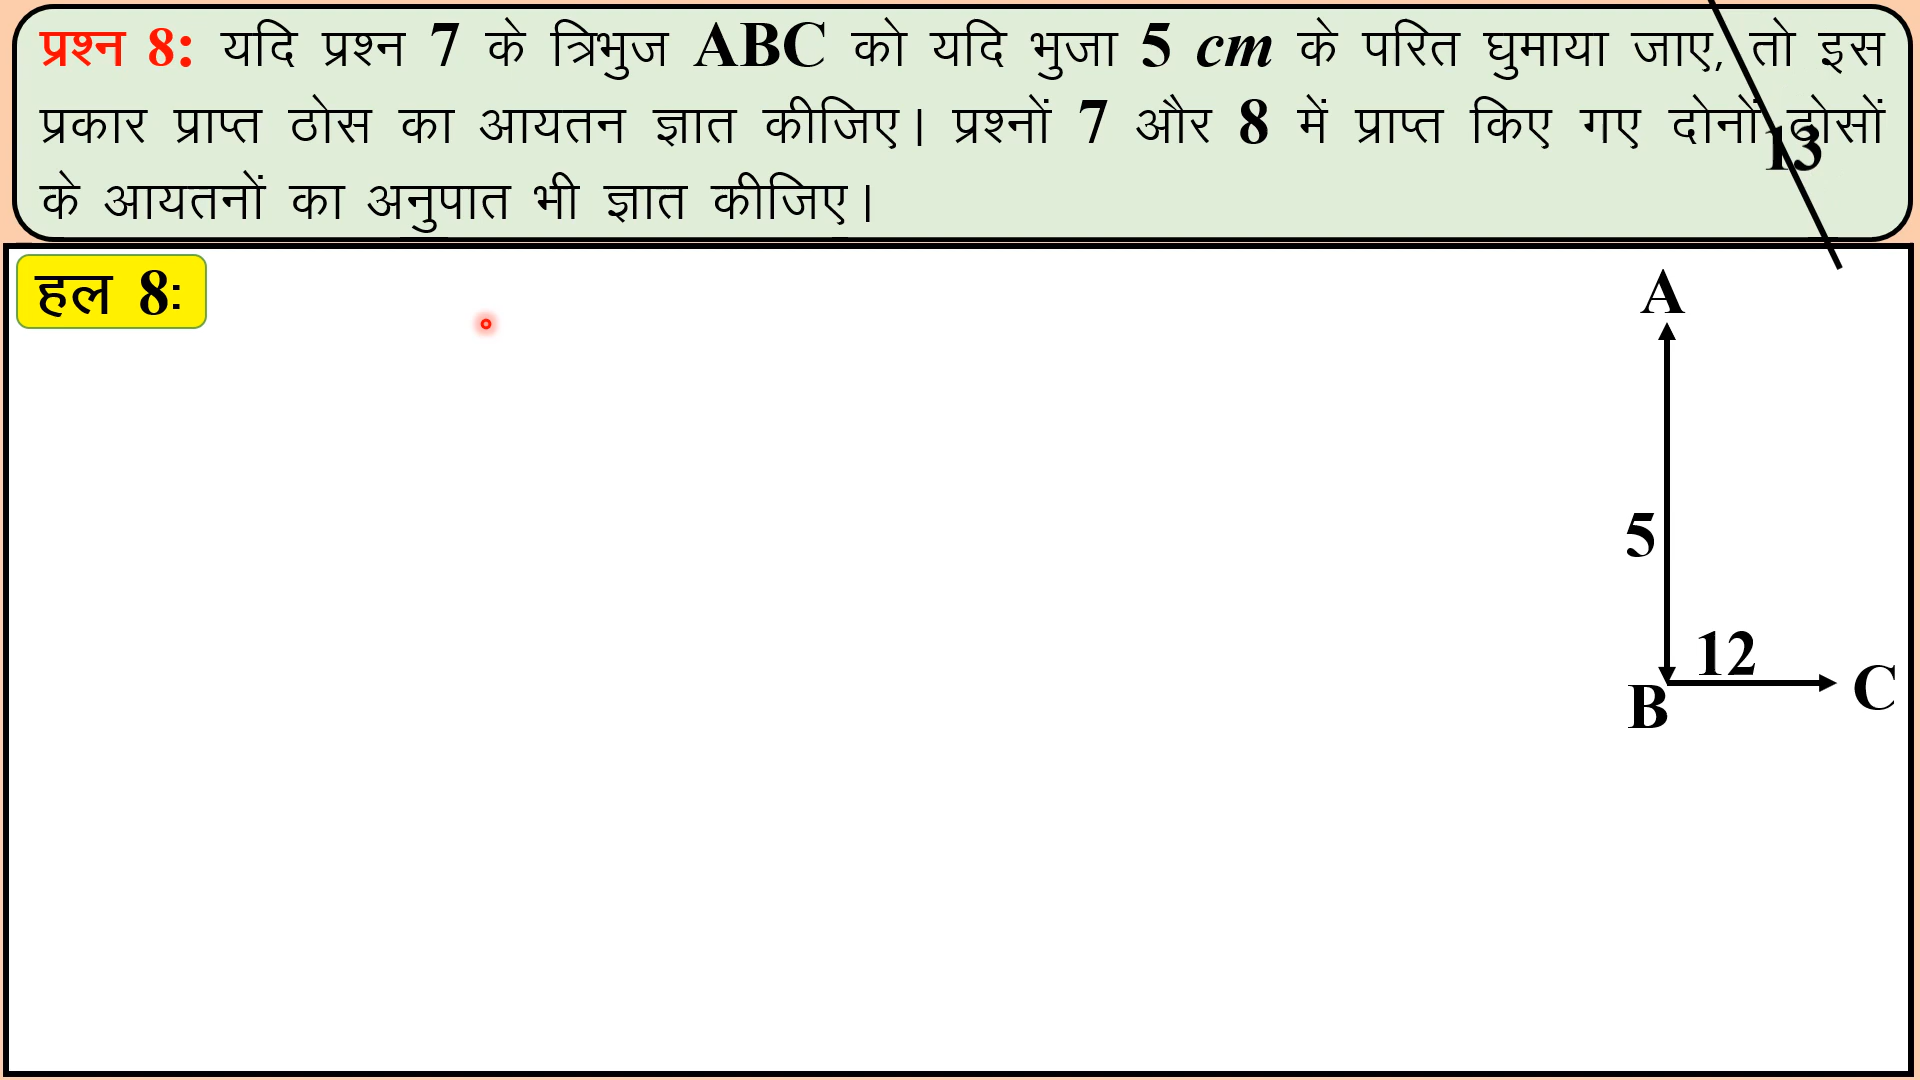 प्रश्न 8: यदि प्रश्न 7 के त्रिभुज ABC को यदि भुजा 5 cm के परित घुमाया जाए, तो इस
प्रकार प्राप्त ठोस का आयतन ज्ञात कीजिए। प्रश्नों 7 और 8 में प्राप्त किए गए दोनों ढोसों
के आयतनों का अनुपात भी ज्ञात कीजिए।
13
हल 8:
A
5
12
B
C